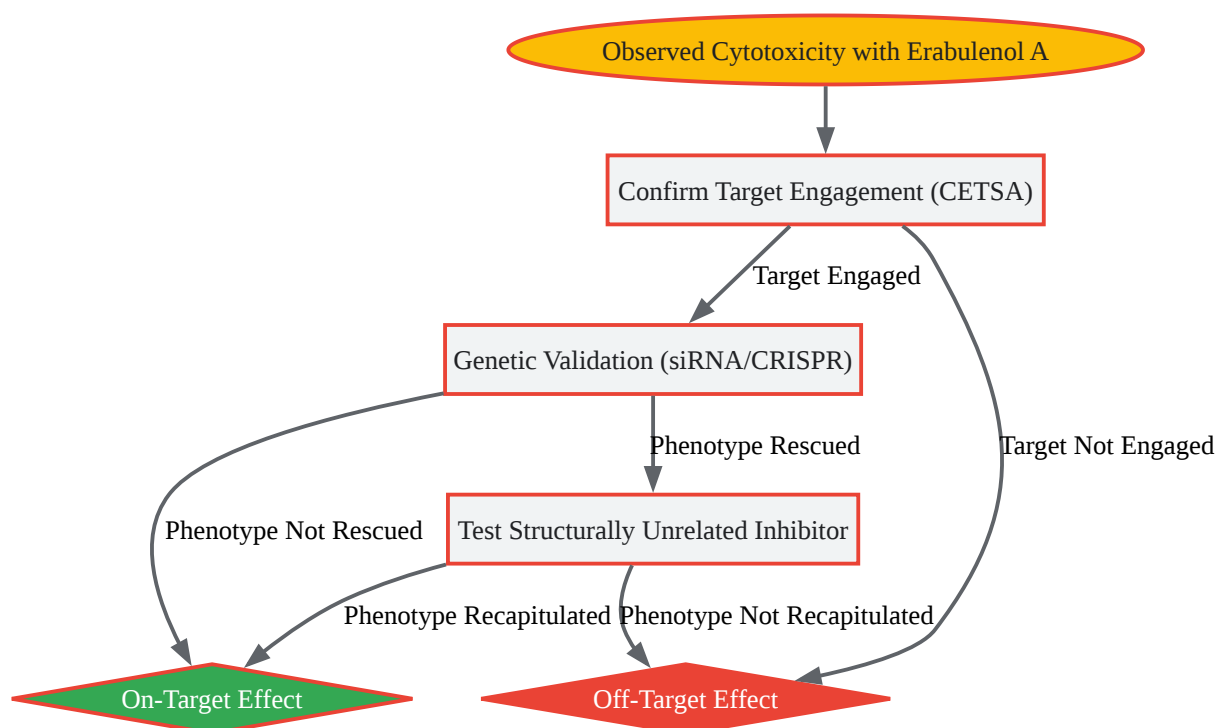 Observed Cytotoxicity with Erabulenol A
Confirm Target Engagement (CETSA)
Target Engaged
Genetic Validation (siRNA/CRISPR)
Phenotype Rescued
Target Not Engaged
Phenotype Not Rescued
Test Structurally Unrelated Inhibitor
Phenotype Recapitulated
Phenotype Not Recapitulated
On-Target Effect
Off-Target Effect